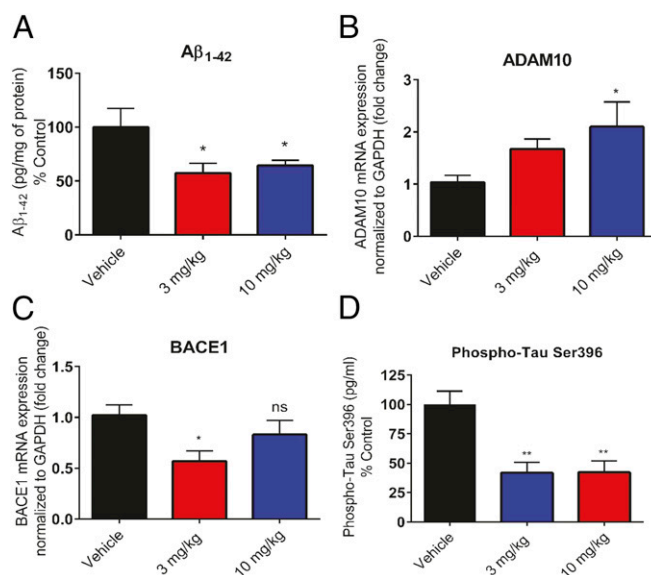 A
Aβ1-42
Aβ1-42 (pg/mg of protein)
% Control
150
100
50
0
Vehicle
3 mg/kg
*
10 mg/kg
*
B
ADAM10
ADAM10 mRNA expression
normalized to GAPDH (fold change)
3
2
1
0
Vehicle
3 mg/kg
10 mg/kg
*
C
BACE1
BACE1 mRNA expression
normalized to GAPDH (fold change)
1.5
1.0
0.5
0.0
Vehicle
3 mg/kg
*
10 mg/kg
ns
D
Phospho-Tau Ser396
Phospho-Tau Ser396 (pg/ml)
% Control
125
100
75
50
25
0
Vehicle
3 mg/kg
**
10 mg/kg
**